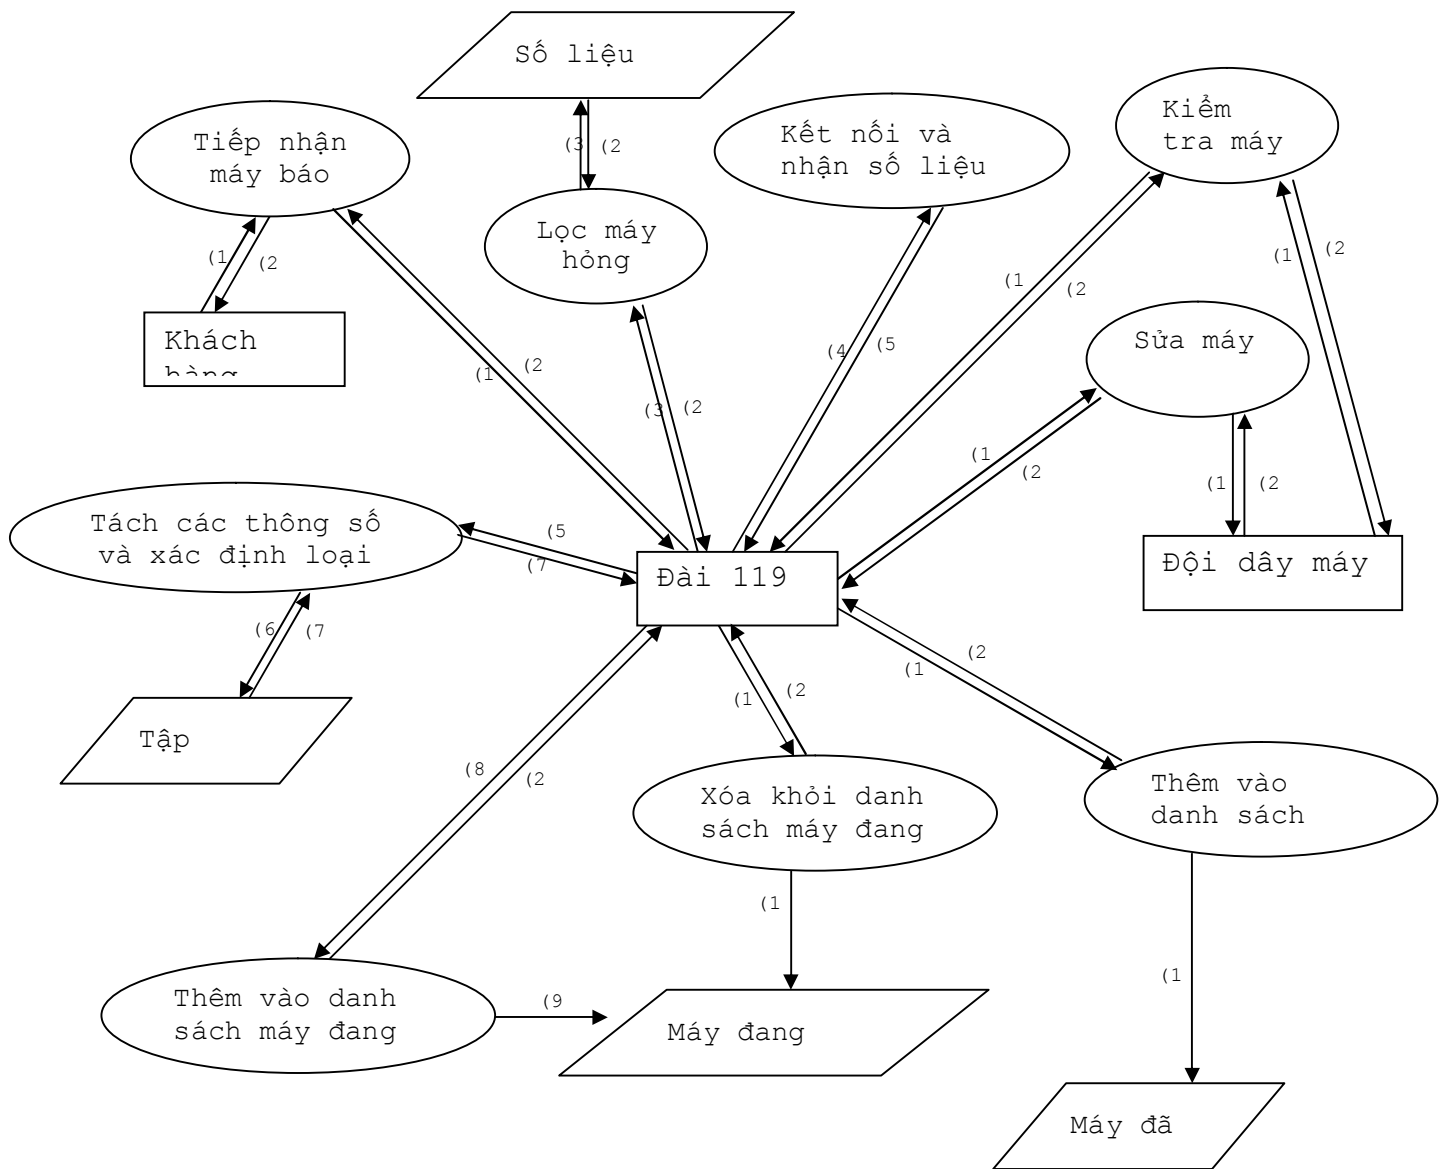 Số liệu
(3
(2
Tiếp nhận
máy báo
(1
(2
Khách
hàng
Lọc máy
hỏng
Kết nối và
nhận số liệu
Kiểm
tra máy
(1
(2
(1
(2
(4
(5
(3
(2
(1
(2
Sửa máy
(1
(2
(1
(2
Đội dây máy
Tách các thông số
và xác định loại
(5
(7
Đài 119
(6
(7
Tập
(1
(2
(1
(2
(8
(2
Xóa khỏi danh
sách máy đang
Thêm vào
danh sách
(1
(1
Thêm vào danh
sách máy đang
(9
Máy đang
Máy đã